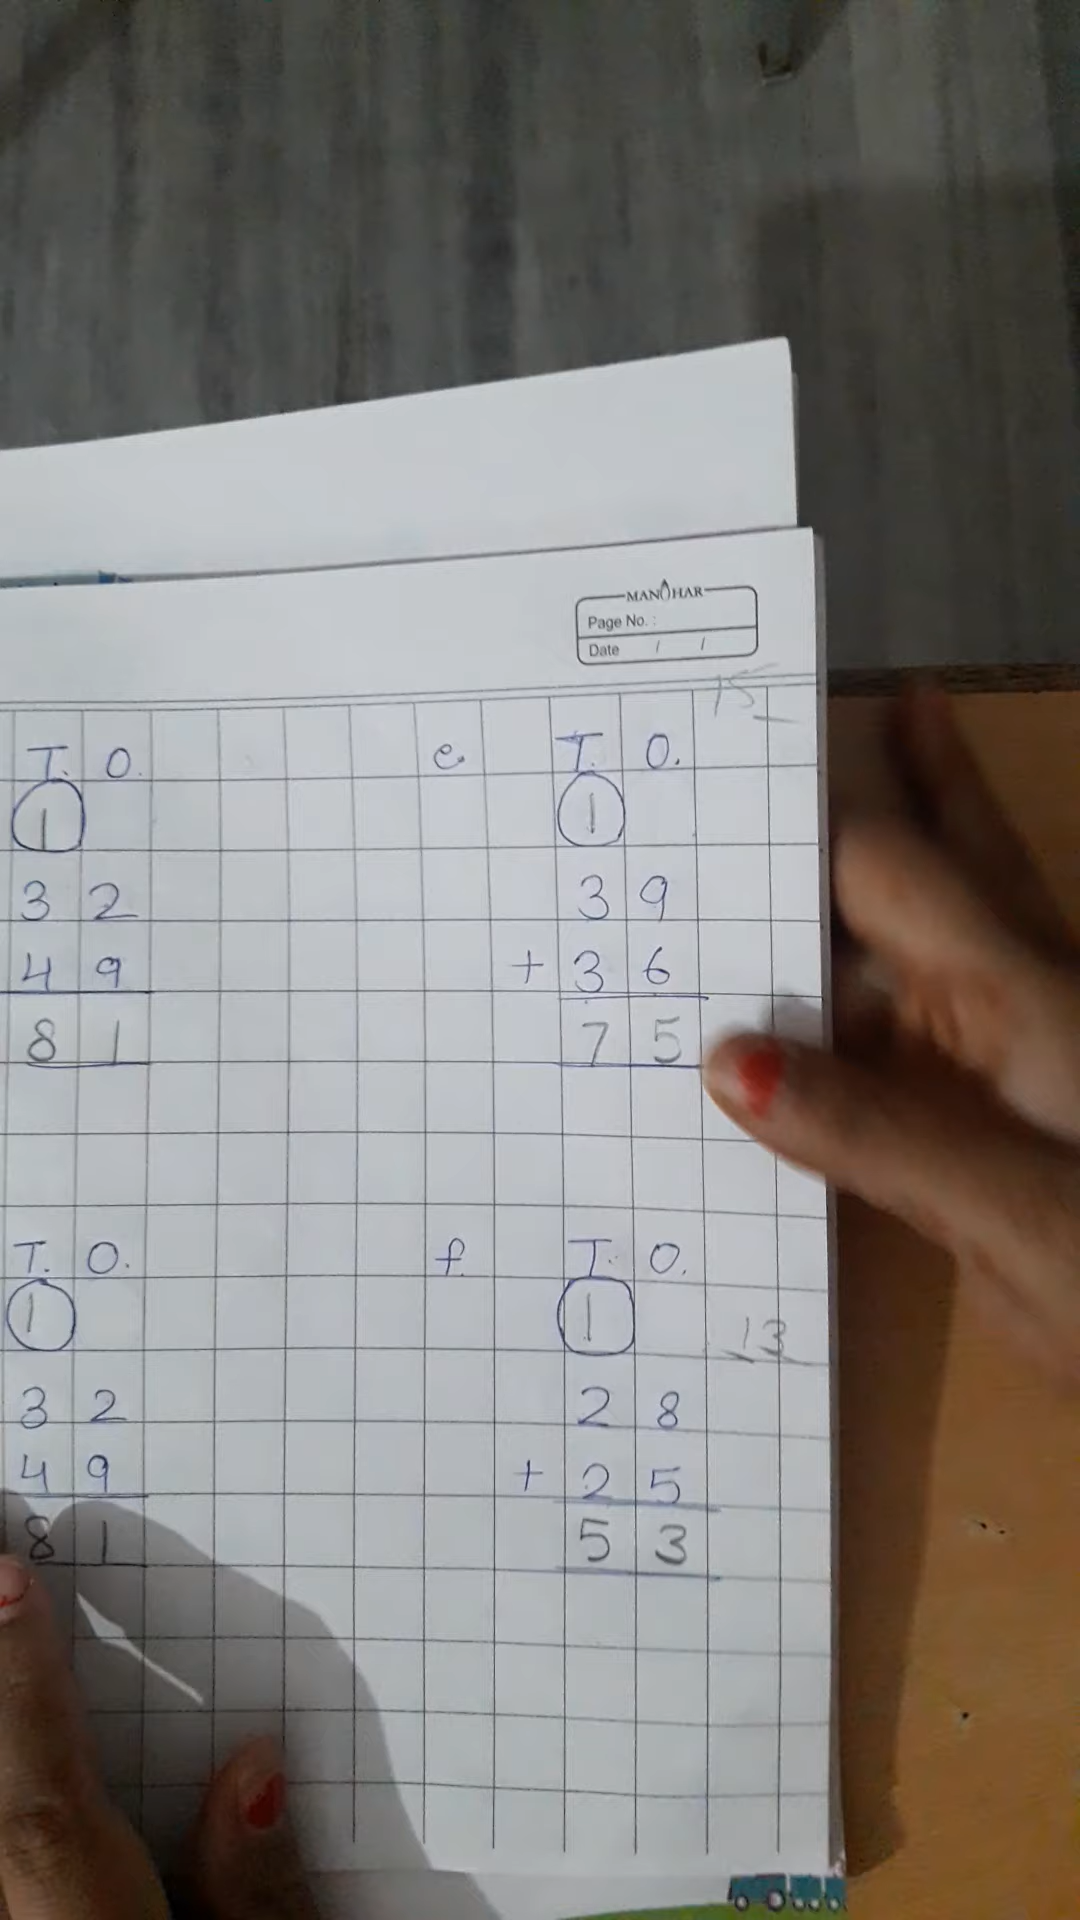 MANOHAR
Page No. :
Date / /
15
T. O. e T. O.
1 1
3 2 3 9
4 9 + 3 6
8 1 7 5
T. O. f. T. O.
1 1 13
3 2 2 8
4 9 + 2 5
8 1 5 3